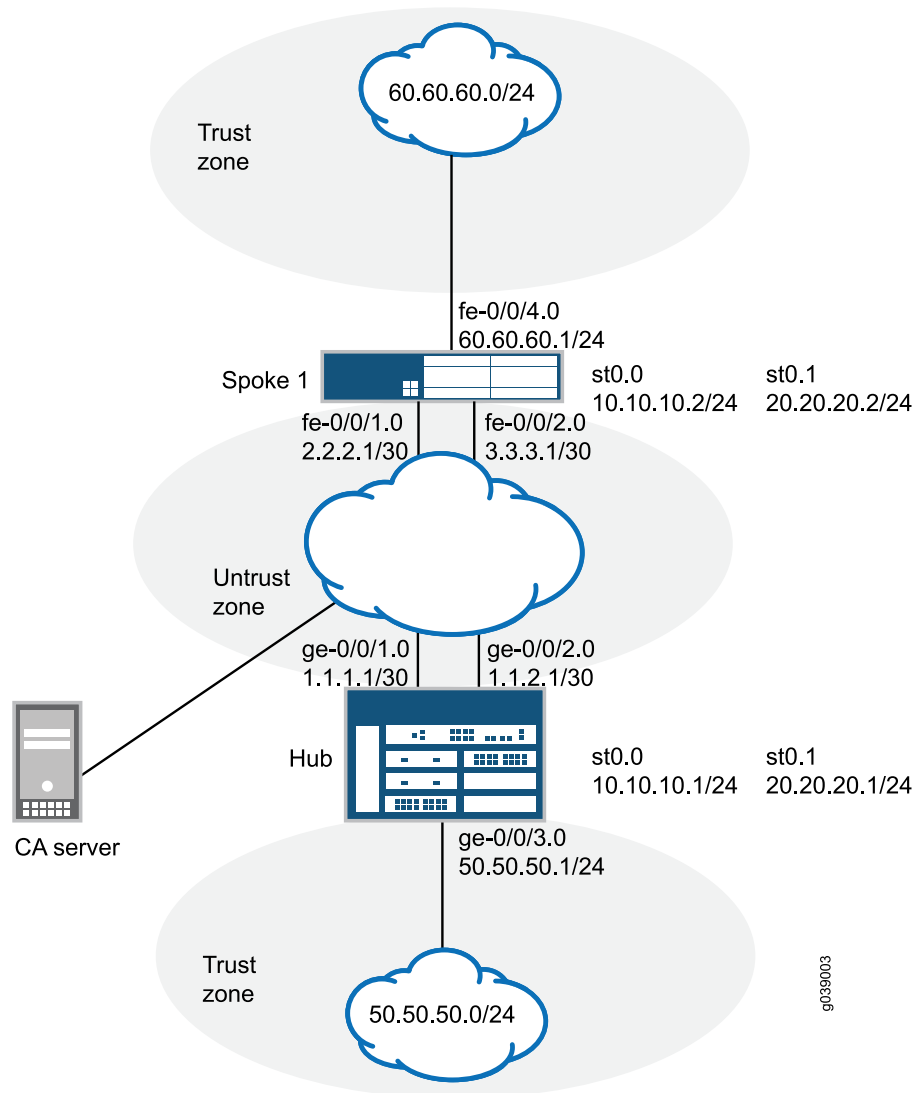 60.60.60.0/24
Trust
zone
fe-0/0/4.0
60.60.60.1/24
Spoke 1
st0.0
10.10.10.2/24
st0.1
20.20.20.2/24
fe-0/0/1.0
2.2.2.1/30
fe-0/0/2.0
3.3.3.1/30
Untrust
zone
ge-0/0/1.0
1.1.1.1/30
ge-0/0/2.0
1.1.2.1/30
Hub
st0.0
10.10.10.1/24
st0.1
20.20.20.1/24
CA server
ge-0/0/3.0
50.50.50.1/24
Trust
zone
50.50.50.0/24
g039003